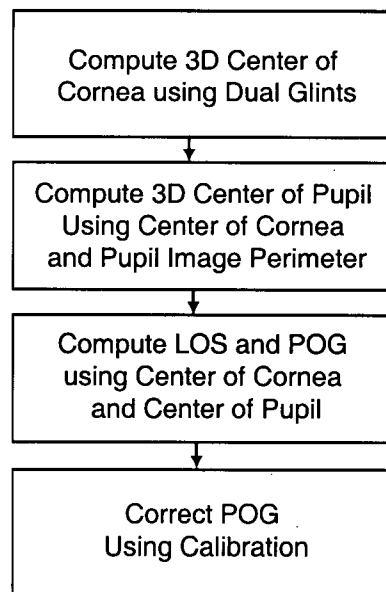 Compute 3D Center of
Cornea using Dual Glints
Compute 3D Center of Pupil
Using Center of Cornea
and Pupil Image Perimeter
Compute LOS and POG
using Center of Cornea
and Center of Pupil
Correct POG
Using Calibration